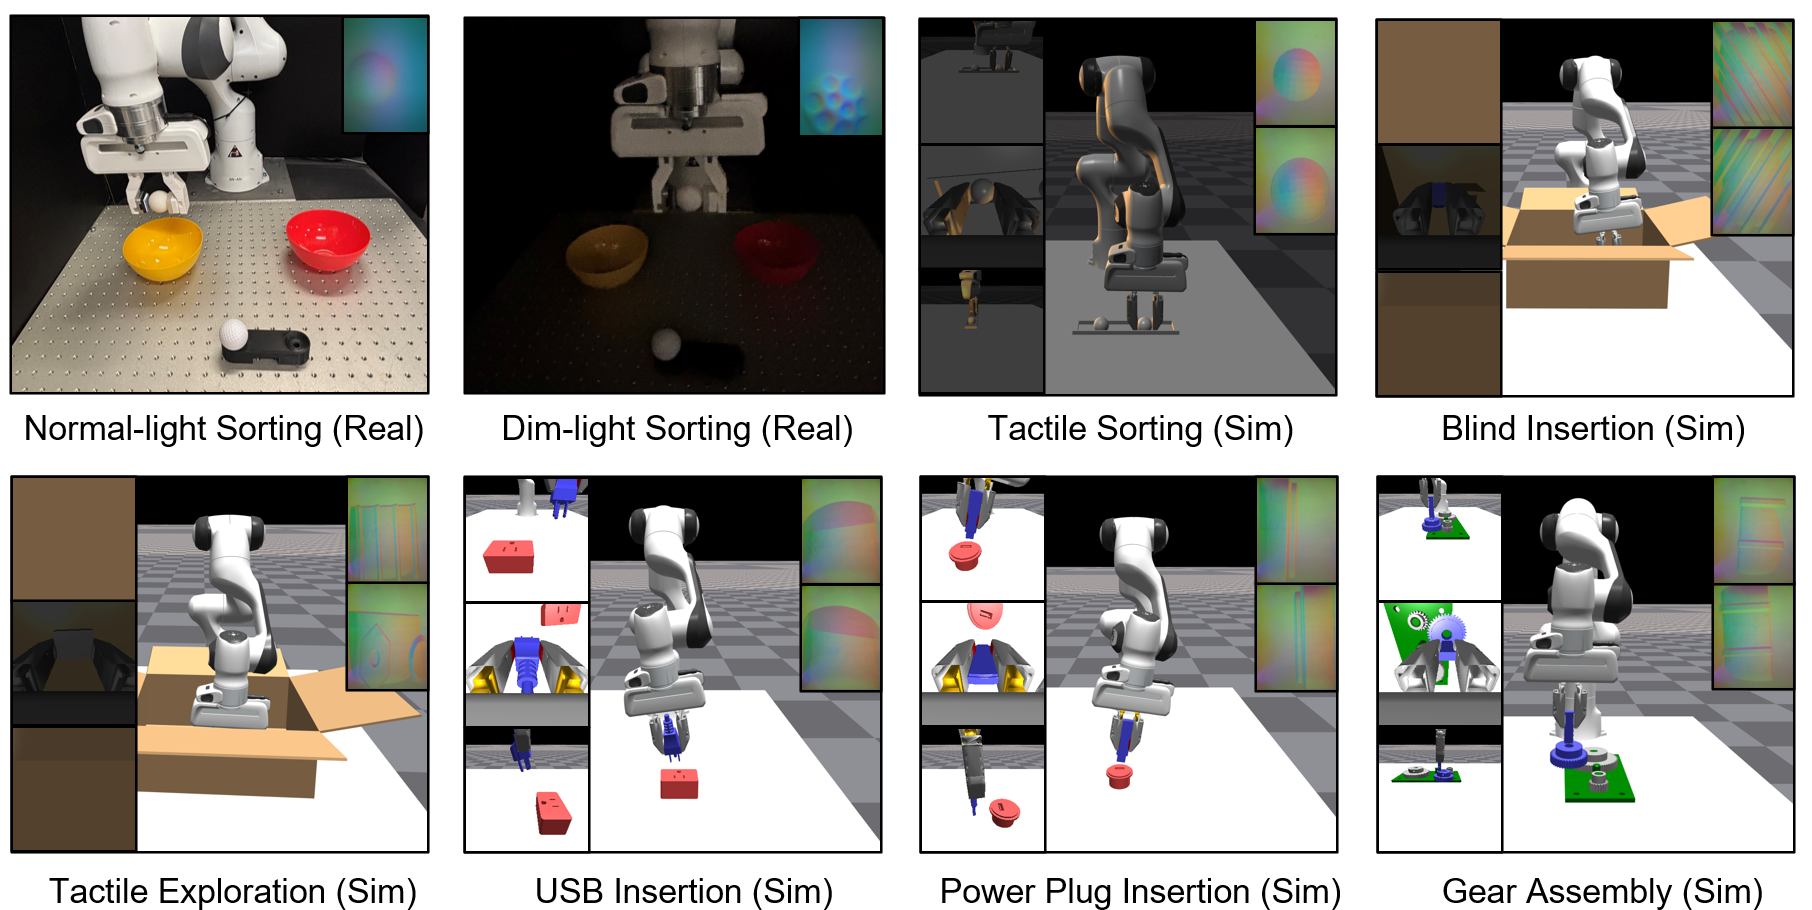 Normal-light Sorting (Real)
Dim-light Sorting (Real)
Tactile Sorting (Sim)
Blind Insertion (Sim)
Tactile Exploration (Sim)
USB Insertion (Sim)
Power Plug Insertion (Sim)
Gear Assembly (Sim)